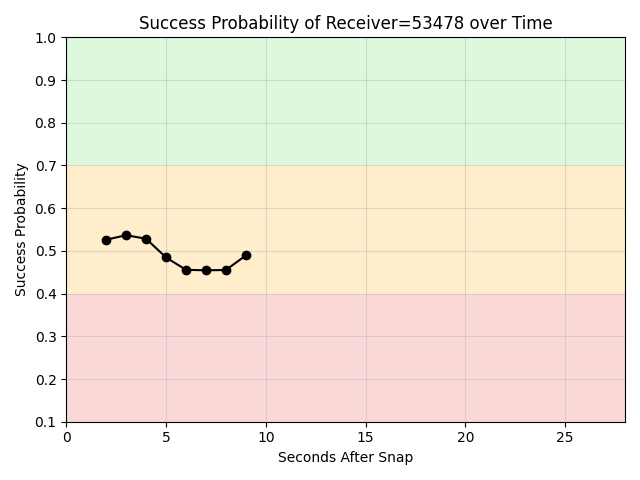 Success Probability of Receiver=53478 over Time
1.0
0.9
0.8
0.7
0.6
0.5
0.4
0.3
0.2
0.1
Success Probability
0 5 10 15 20 25
Seconds After Snap